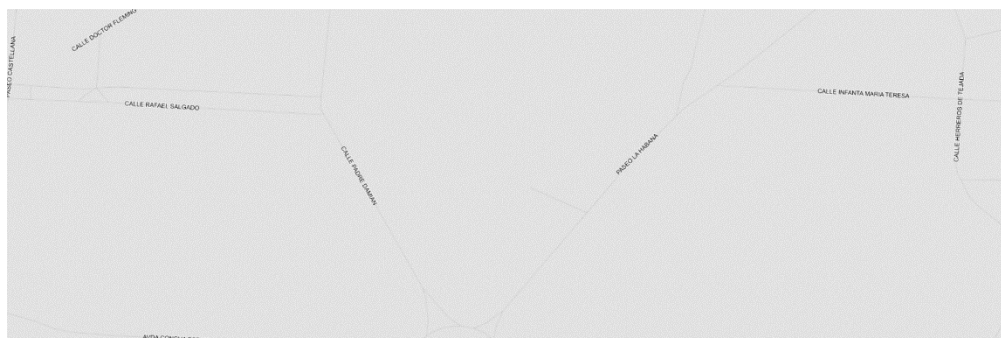 CALLE DOCTOR FLEMING
PASEO CASTELLANA
CALLE RAFAEL SALGADO
CALLE INFANTA MARIA TERESA
CALLE HERREROS DE TEJADA
PASEO LA HABANA
CALLE PADRE DAMIAN
AVDA